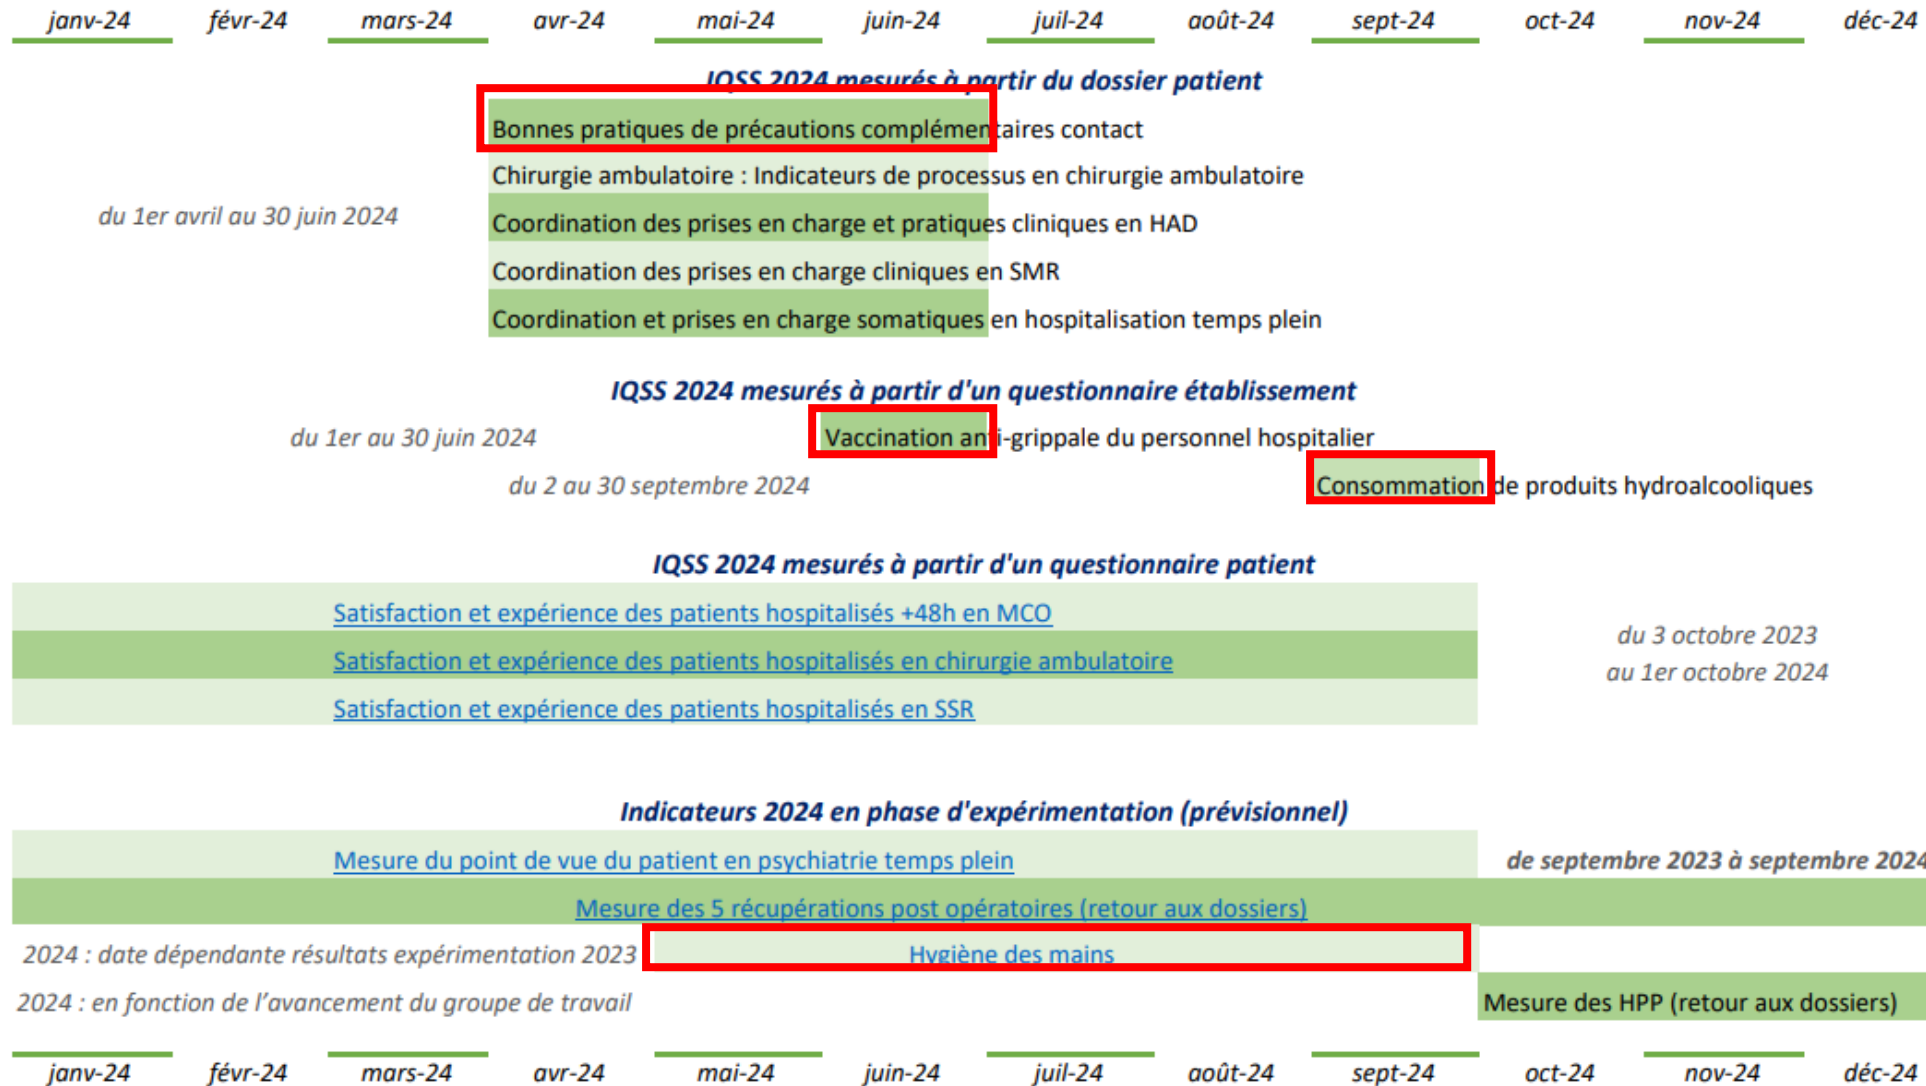 janv-24 févr-24 mars-24 avr-24 mai-24 juin-24 juil-24 août-24 sept-24 oct-24 nov-24 déc-24
IQSS 2024 mesurés à partir du dossier patient
Bonnes pratiques de précautions complémentaires contact
Chirurgie ambulatoire : Indicateurs de processus en chirurgie ambulatoire
du 1er avril au 30 juin 2024
Coordination des prises en charge et pratiques cliniques en HAD
Coordination des prises en charge cliniques en SMR
Coordination et prises en charge somatiques en hospitalisation temps plein
IQSS 2024 mesurés à partir d'un questionnaire établissement
du 1er au 30 juin 2024 Vaccination anti-grippale du personnel hospitalier
du 2 au 30 septembre 2024 Consommation de produits hydroalcooliques
IQSS 2024 mesurés à partir d'un questionnaire patient
Satisfaction et expérience des patients hospitalisés +48h en MCO
du 3 octobre 2023
Satisfaction et expérience des patients hospitalisés en chirurgie ambulatoire
au 1er octobre 2024
Satisfaction et expérience des patients hospitalisés en SSR
Indicateurs 2024 en phase d'expérimentation (prévisionnel)
Mesure du point de vue du patient en psychiatrie temps plein de septembre 2023 à septembre 2024
Mesure des 5 récupérations post opératoires (retour aux dossiers)
2024 : date dépendante résultats expérimentation 2023 Hygiène des mains
2024 : en fonction de l’avancement du groupe de travail Mesure des HPP (retour aux dossiers)
janv-24 févr-24 mars-24 avr-24 mai-24 juin-24 juil-24 août-24 sept-24 oct-24 nov-24 déc-24